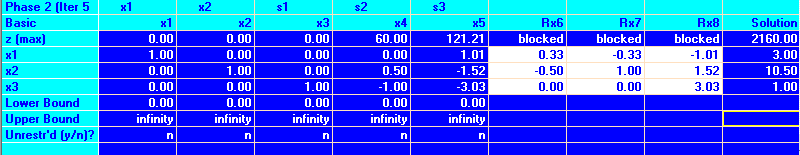 Phase 2 (Iter 5 x1 x2 s1 s2 s3
Basic x1 x2 x3 x4 x5 Rx6 Rx7 Rx8 Solution
z (max) 0.00 0.00 0.00 60.00 121.21 blocked blocked blocked 2160.00
x1 1.00 0.00 0.00 0.00 1.01 0.33 -0.33 -1.01 3.00
x2 0.00 1.00 0.00 0.50 -1.52 -0.50 1.00 1.52 10.50
x3 0.00 0.00 1.00 -1.00 -3.03 0.00 0.00 3.03 1.00
Lower Bound 0.00 0.00 0.00 0.00 0.00
Upper Bound infinity infinity infinity infinity infinity
Unrestr'd (y/n)? n n n n n